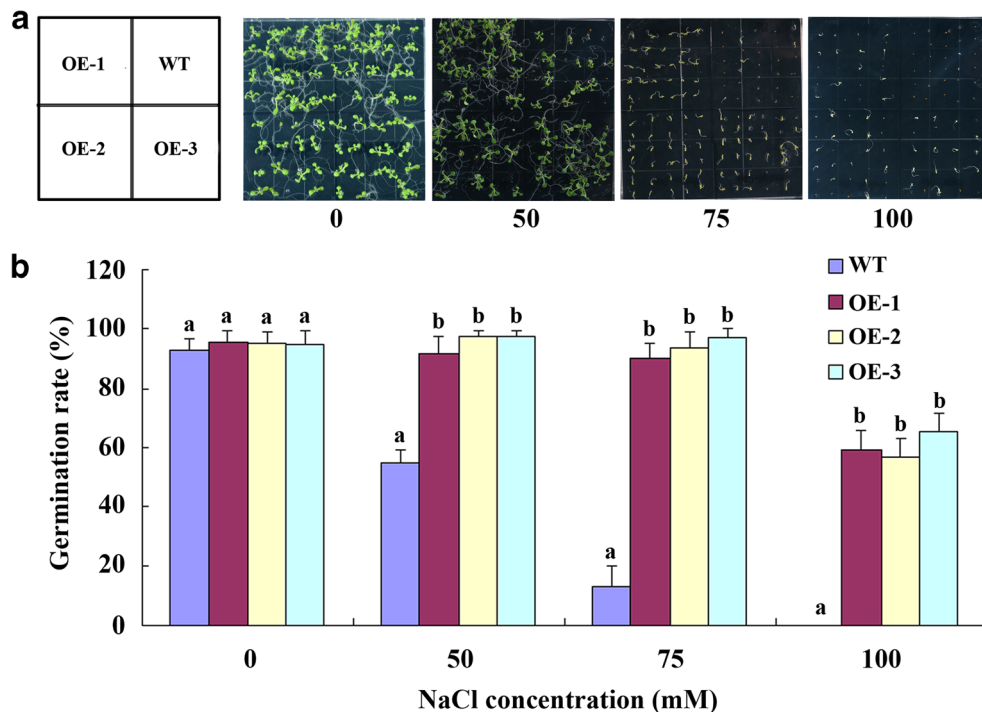 a
OE-1 WT
OE-2 OE-3
0 50 75 100
b
Germination rate (%)
120
100
80
60
40
20
0
a a a a
a b b b
a b b b
a b b b
WT
OE-1
OE-2
OE-3
0 50 75 100
NaCl concentration (mM)